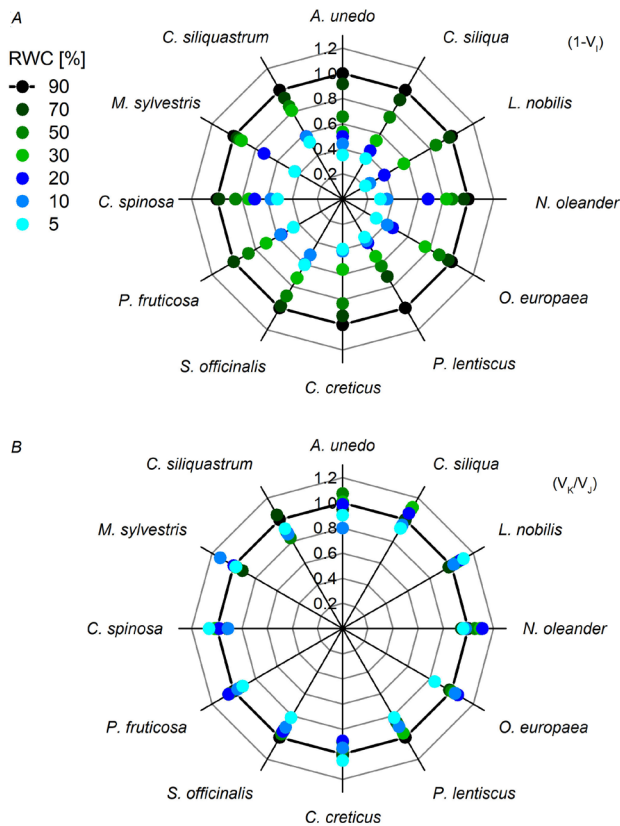 A
A. unedo
C. siliquastrum
C. siliqua
(1-V_I)
RWC [%]
90
70
50
30
20
10
5
1.2
1.0
0.8
0.6
0.4
0.2
M. sylvestris
L. nobilis
C. spinosa
N. oleander
P. fruticosa
O. europaea
S. officinalis
P. lentiscus
C. creticus
B
A. unedo
C. siliquastrum
C. siliqua
(V_K/V_J)
1.2
1.0
0.8
0.6
0.4
0.2
M. sylvestris
L. nobilis
C. spinosa
N. oleander
P. fruticosa
O. europaea
S. officinalis
P. lentiscus
C. creticus